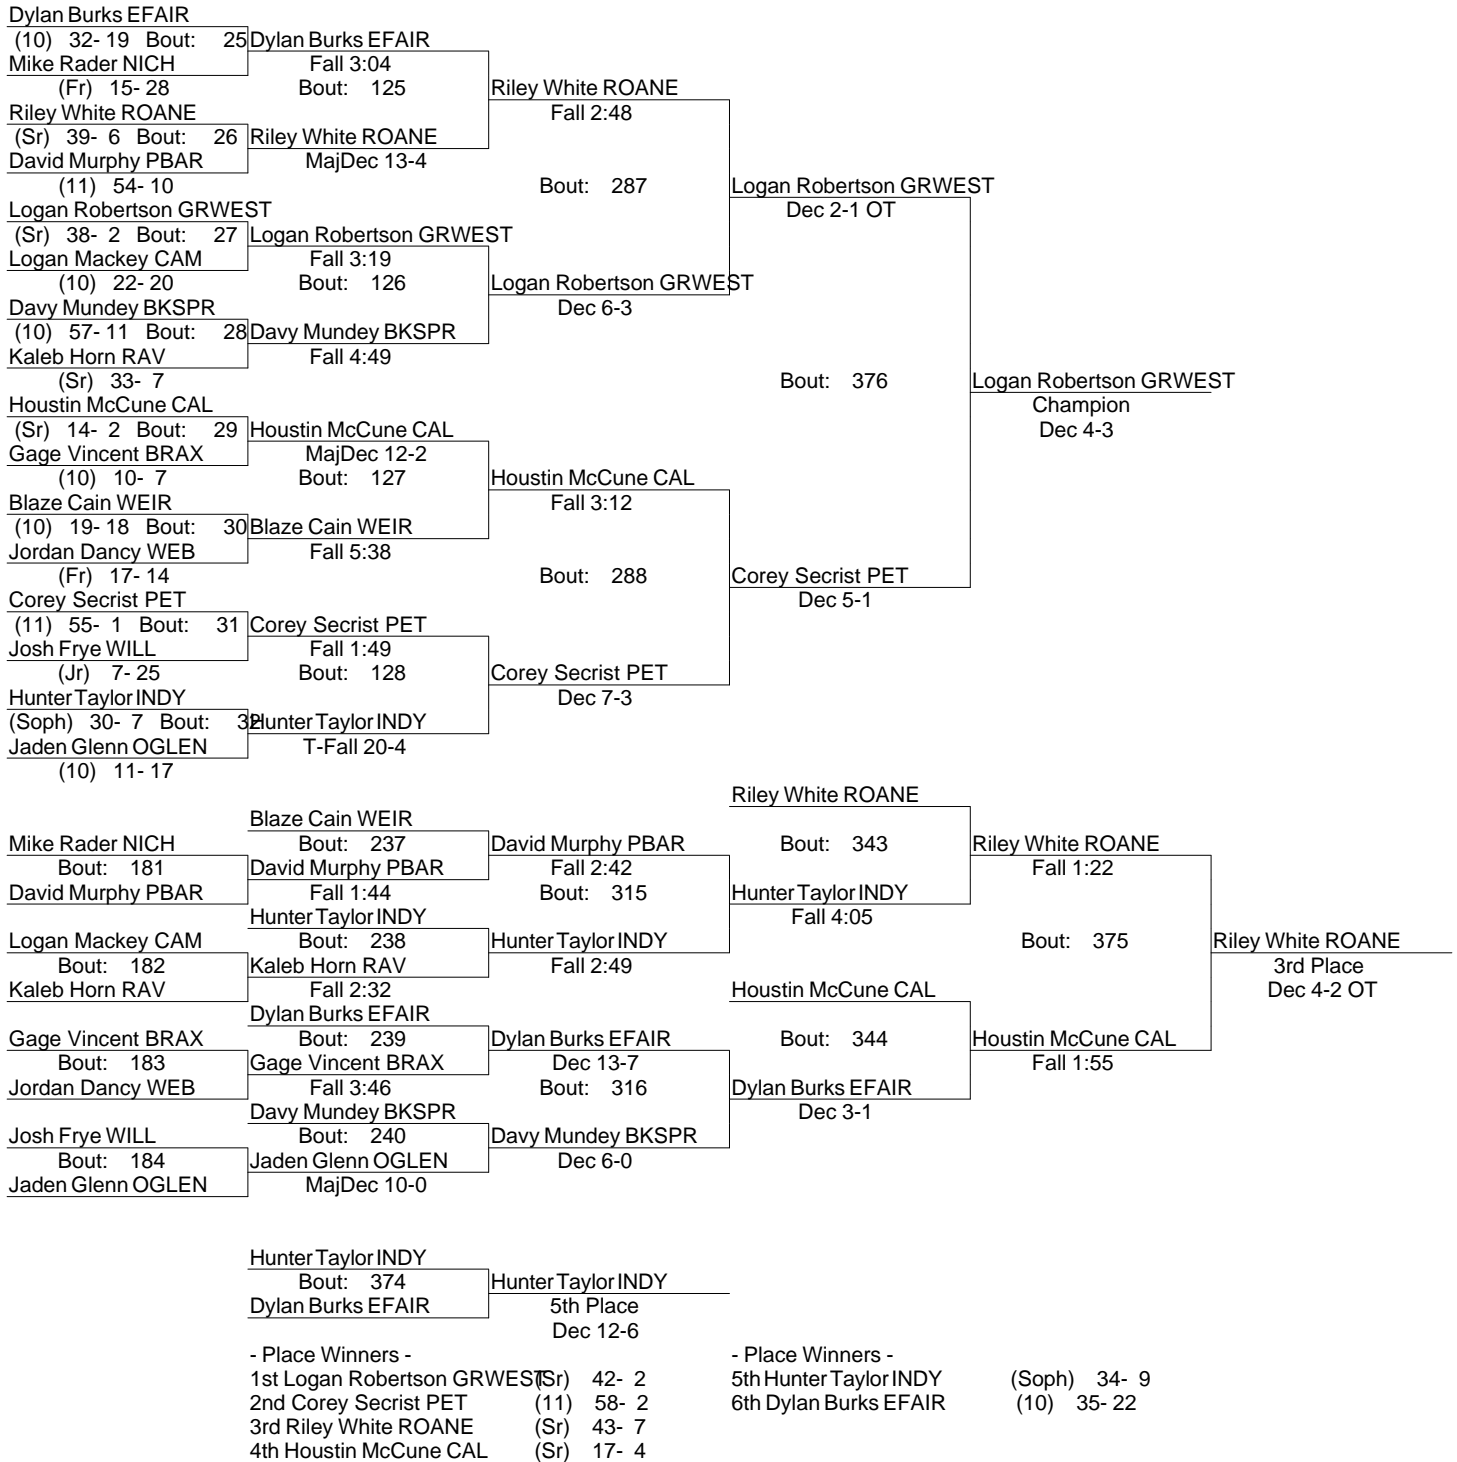 Dylan Burks EFAIR
(10) 32- 19 Bout: 25 Dylan Burks EFAIR
Mike Rader NICH Fall 3:04
(Fr) 15- 28 Bout: 125 Riley White ROANE
Riley White ROANE Fall 2:48
(Sr) 39- 6 Bout: 26 Riley White ROANE
David Murphy PBAR MajDec 13-4
(11) 54- 10 Bout: 287 Logan Robertson GRWEST
Logan Robertson GRWEST Dec 2-1 OT
(Sr) 38- 2 Bout: 27 Logan Robertson GRWEST
Logan Mackey CAM Fall 3:19
(10) 22- 20 Bout: 126 Logan Robertson GRWEST
Davy Mundey BKSPR Dec 6-3
(10) 57- 11 Bout: 28 Davy Mundey BKSPR
Kaleb Horn RAV Fall 4:49
(Sr) 33- 7 Bout: 376 Logan Robertson GRWEST
Houstin McCune CAL Champion
(Sr) 14- 2 Bout: 29 Houstin McCune CAL Dec 4-3
Gage Vincent BRAX MajDec 12-2
(10) 10- 7 Bout: 127 Houstin McCune CAL
Blaze Cain WEIR Fall 3:12
(10) 19- 18 Bout: 30 Blaze Cain WEIR
Jordan Dancy WEB Fall 5:38
(Fr) 17- 14 Bout: 288 Corey Secrist PET
Corey Secrist PET Dec 5-1
(11) 55- 1 Bout: 31 Corey Secrist PET
Josh Frye WILL Fall 1:49
(Jr) 7- 25 Bout: 128 Corey Secrist PET
Hunter Taylor INDY Dec 7-3
(Soph) 30- 7 Bout: 32 Hunter Taylor INDY
Jaden Glenn OGLEN T-Fall 20-4
(10) 11- 17
Riley White ROANE
Blaze Cain WEIR
Mike Rader NICH Bout: 237 David Murphy PBAR Bout: 343 Riley White ROANE
Bout: 181 David Murphy PBAR Fall 2:42 Fall 1:22
David Murphy PBAR Fall 1:44 Bout: 315 Hunter Taylor INDY
Hunter Taylor INDY Fall 4:05
Logan Mackey CAM Bout: 238 Hunter Taylor INDY Bout: 375 Riley White ROANE
Bout: 182 Kaleb Horn RAV Fall 2:49 3rd Place
Kaleb Horn RAV Fall 2:32 Houstin McCune CAL Dec 4-2 OT
Dylan Burks EFAIR
Gage Vincent BRAX Bout: 239 Dylan Burks EFAIR Bout: 344 Houstin McCune CAL
Bout: 183 Gage Vincent BRAX Dec 13-7 Fall 1:55
Jordan Dancy WEB Fall 3:46 Bout: 316 Dylan Burks EFAIR
Davy Mundey BKSPR Dec 3-1
Josh Frye WILL Bout: 240 Davy Mundey BKSPR
Bout: 184 Jaden Glenn OGLEN Dec 6-0
Jaden Glenn OGLEN MajDec 10-0
Hunter Taylor INDY
Bout: 374 Hunter Taylor INDY
Dylan Burks EFAIR 5th Place
Dec 12-6
- Place Winners - - Place Winners -
1st Logan Robertson GRWEST (Sr) 42- 2 5th Hunter Taylor INDY (Soph) 34- 9
2nd Corey Secrist PET (11) 58- 2 6th Dylan Burks EFAIR (10) 35- 22
3rd Riley White ROANE (Sr) 43- 7
4th Houstin McCune CAL (Sr) 17- 4